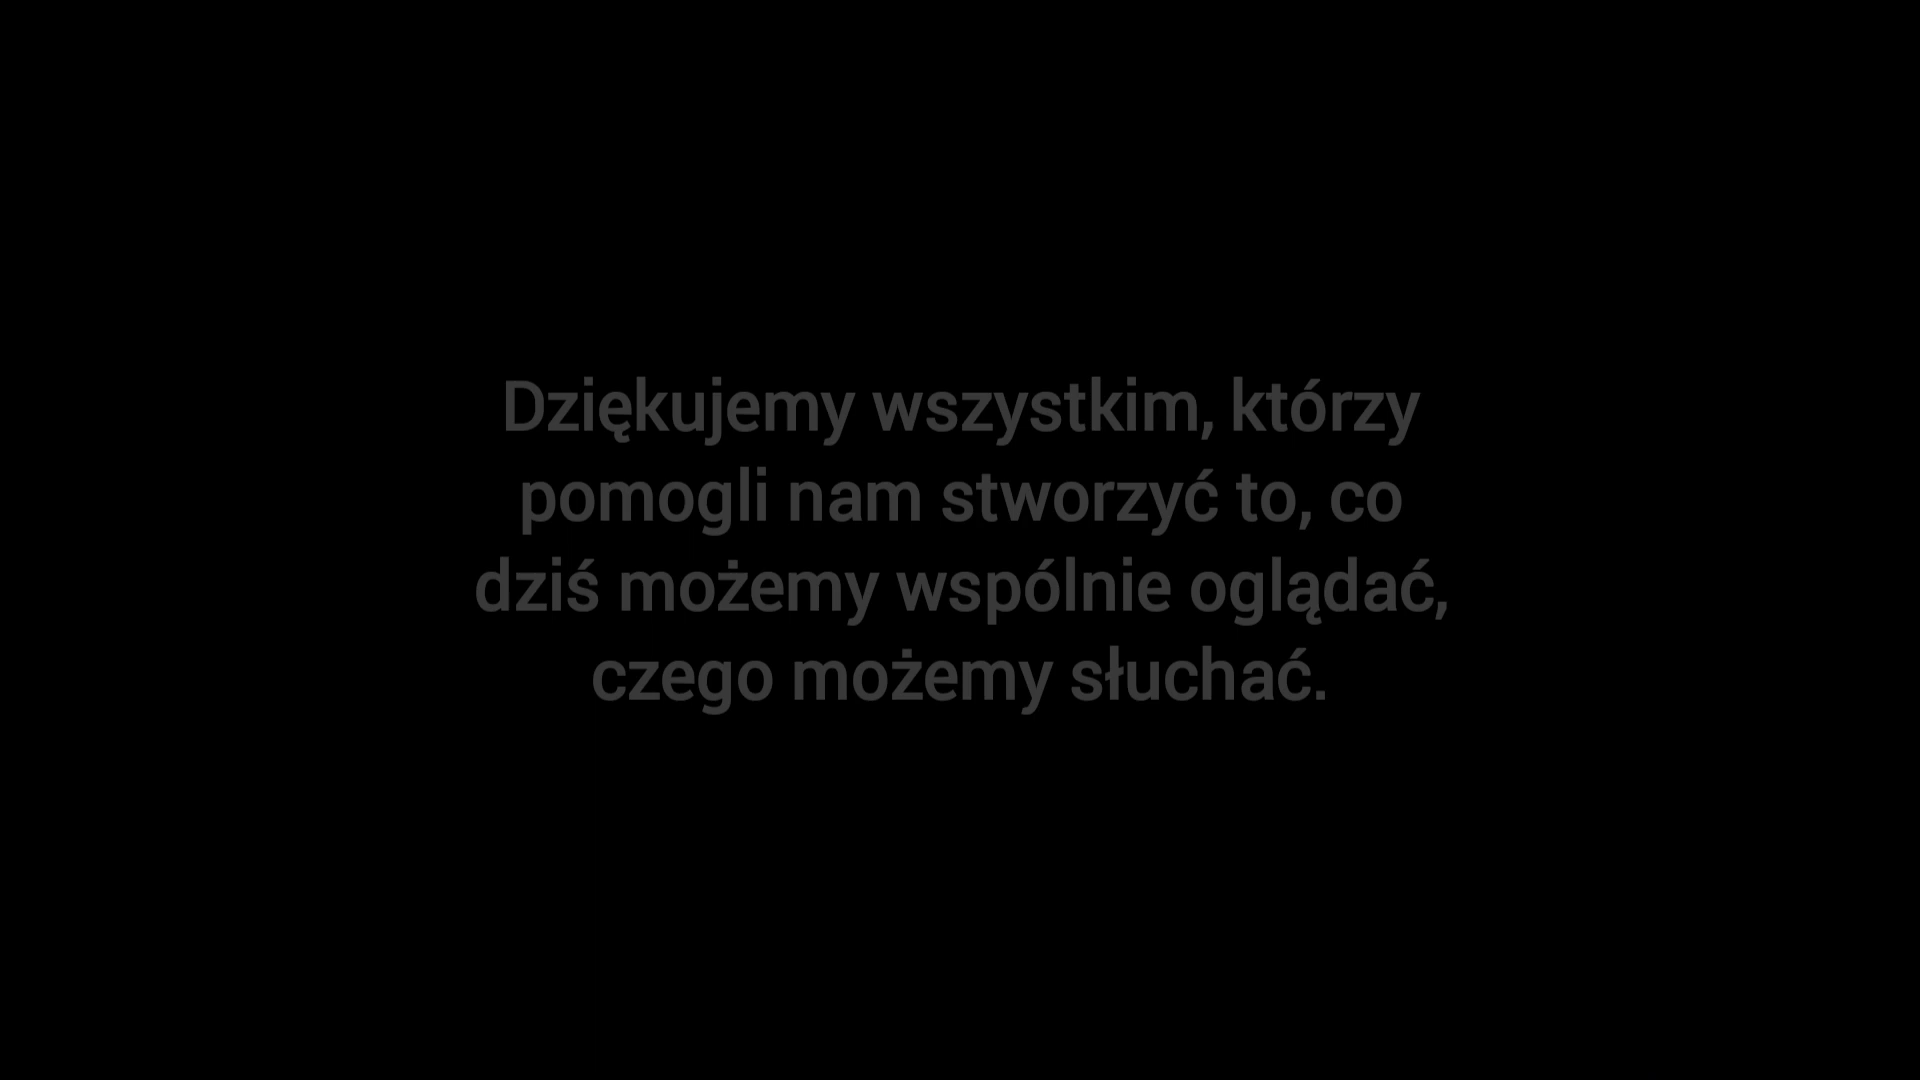 Dziękujemy wszystkim, którzy
pomogli nam stworzyć to, co
dziś możemy wspólnie oglądać,
czego możemy słuchać.